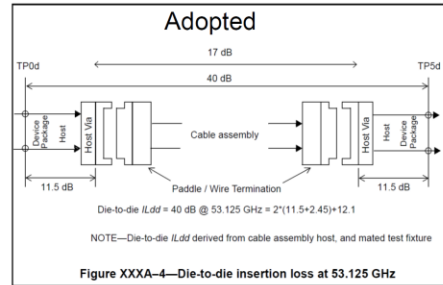 Adopted
17 dB
TP0d
TP5d
40 dB
Device
Package
Host
Host Via
Cable assembly
Host Via
Host
Device
Package
11.5 dB
Paddle / Wire Termination
11.5 dB
Die-to-die ILdd = 40 dB @ 53.125 GHz = 2*(11.5+2.45)+12.1
NOTE—Die-to-die ILdd derived from cable assembly host, and mated test fixture
Figure XXXA–4—Die-to-die insertion loss at 53.125 GHz